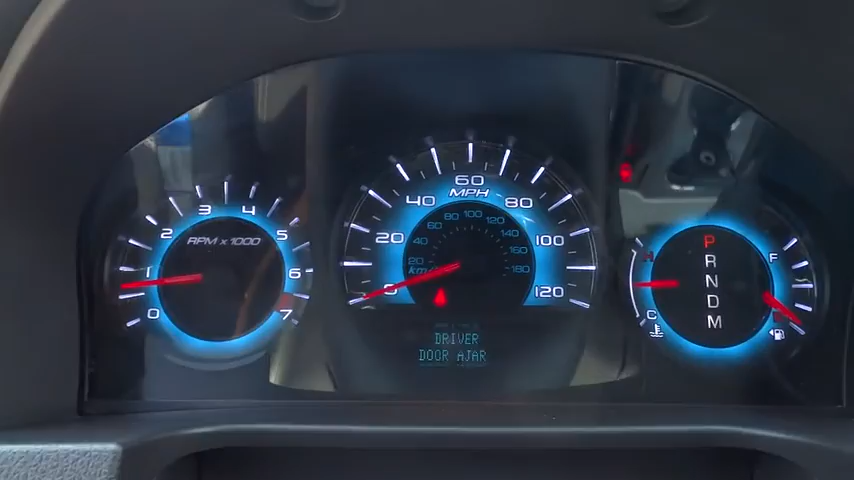 0 1 2 3 4 5 6 7
RPM x 1000
0 20 40 60 80 100 120
MPH
20 40 60 80 100 120 140 160 180
km/h
DRIVER
DOOR AJAR
H
C
P
R
N
D
M
F